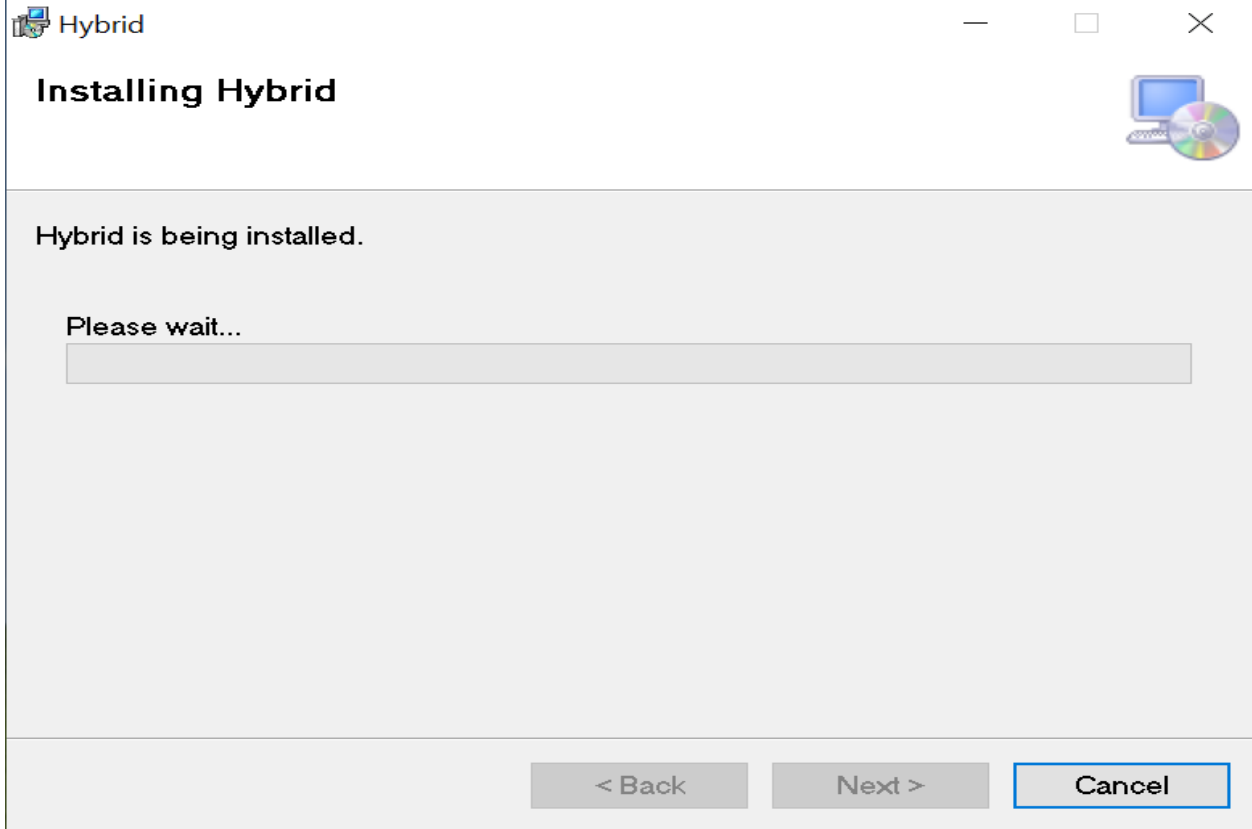 Hybrid
Installing Hybrid
Hybrid is being installed.
Please wait...
< Back
Next >
Cancel